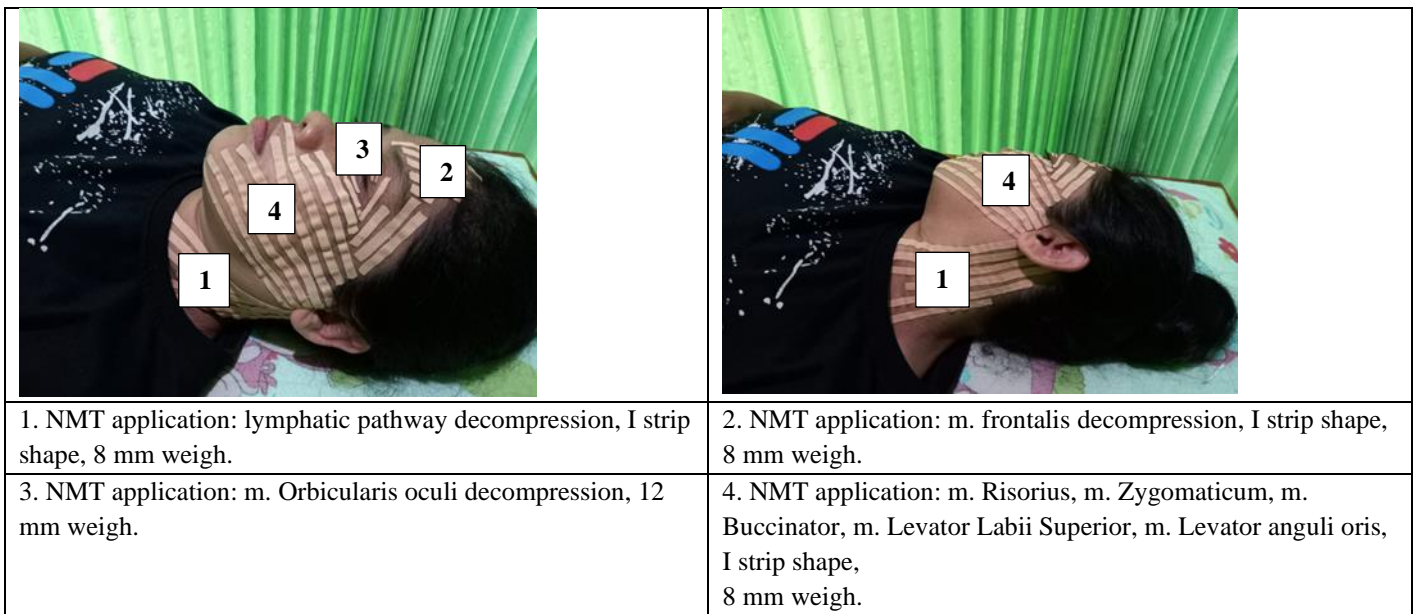 3
2
4
1
4
1
1. NMT application: lymphatic pathway decompression, I strip
shape, 8 mm weigh.
2. NMT application: m. frontalis decompression, I strip shape,
8 mm weigh.
3. NMT application: m. Orbicularis oculi decompression, 12
mm weigh.
4. NMT application: m. Risorius, m. Zygomaticum, m.
Buccinator, m. Levator Labii Superior, m. Levator anguli oris,
I strip shape,
8 mm weigh.